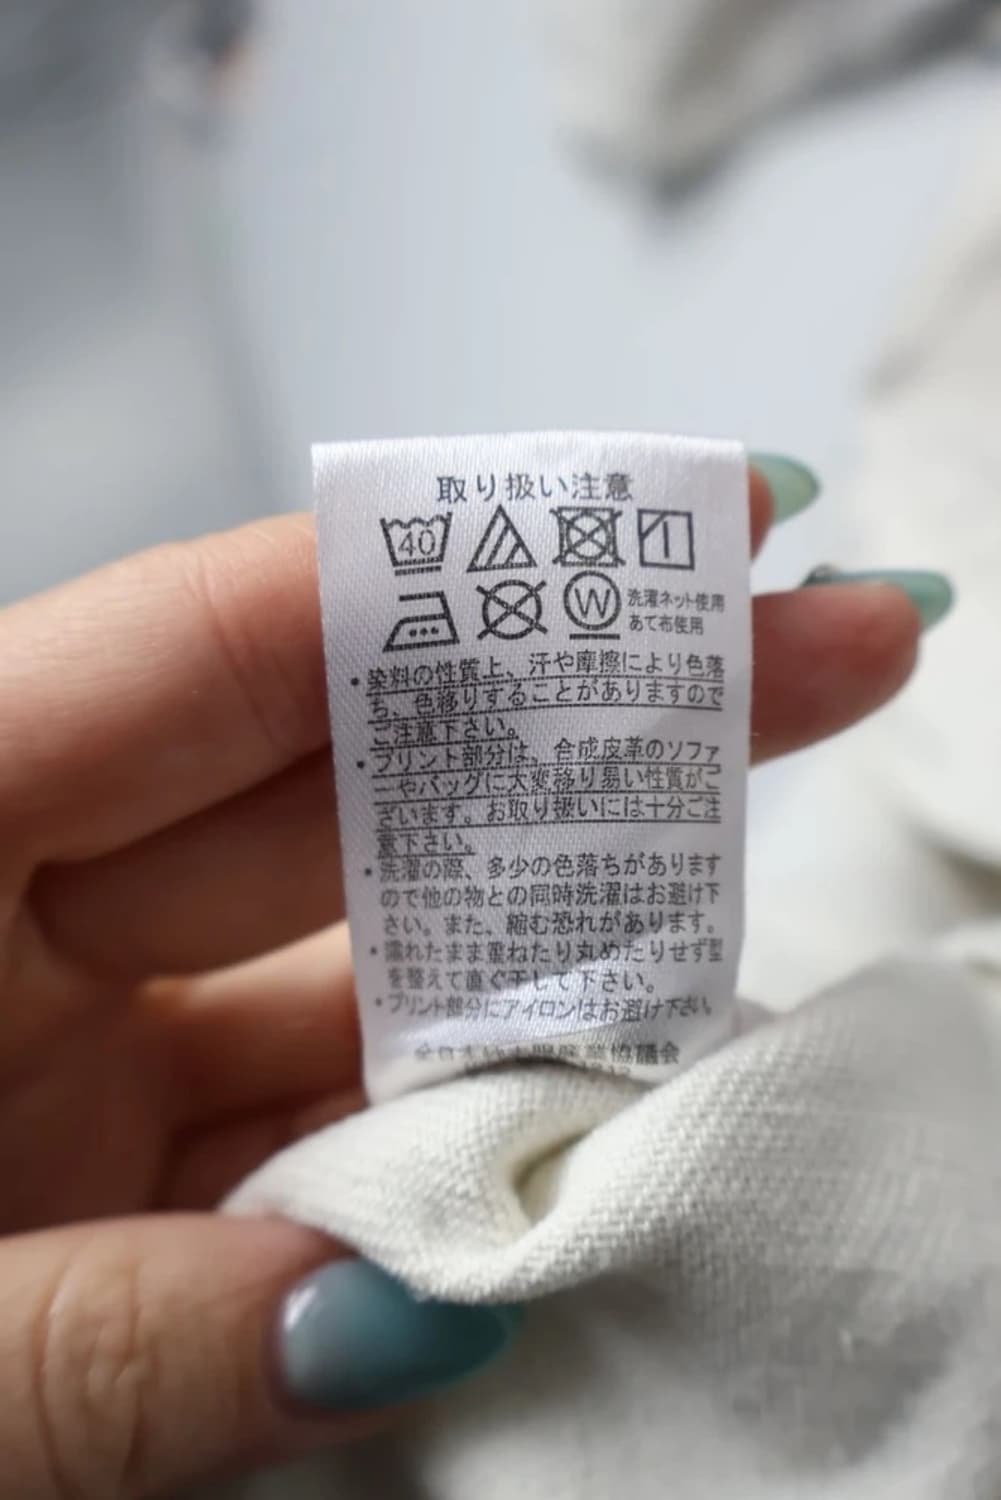 取り扱い注意
40
W 洗濯ネット使用
あて布使用
・染料の性質上、汗や摩擦により色落
ち、色移りすることがありますので
ご注意下さい。
・プリント部分は、合成皮革のソファ
ーやバッグに大変移り易い性質がご
ざいます。お取り扱いには十分ご注
意下さい。
・洗濯の際、多少の色落ちがあります
ので他の物との同時洗濯はお避け下
さい。また、縮む恐れがあります。
・濡れたまま重ねたり丸めたりせず型
を整えて直ぐ干して下さい。
・プリント部分にアイロンはお避け下さい。
協議会